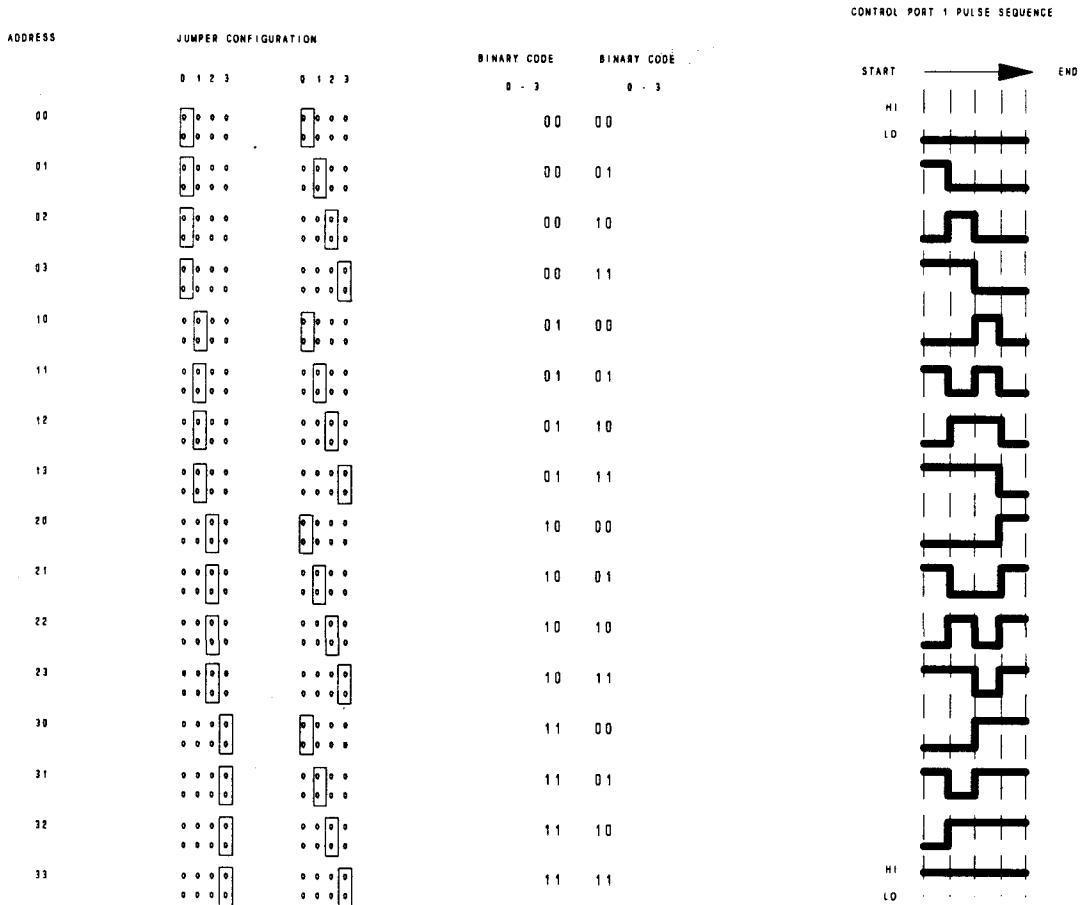 CONTROL PORT 1 PULSE SEQUENCE
ADDRESS JUMPER CONFIGURATION
BINARY CODE BINARY CODE
START END
0 1 2 3 0 1 2 3
0 - 3 0 - 3
HI
00 00 00
LO
01 00 01
02 00 10
03 00 11
10 01 00
11 01 01
12 01 10
13 01 11
20 10 00
21 10 01
22 10 10
23 10 11
30 11 00
31 11 01
32 11 10
HI
33 11 11
LO